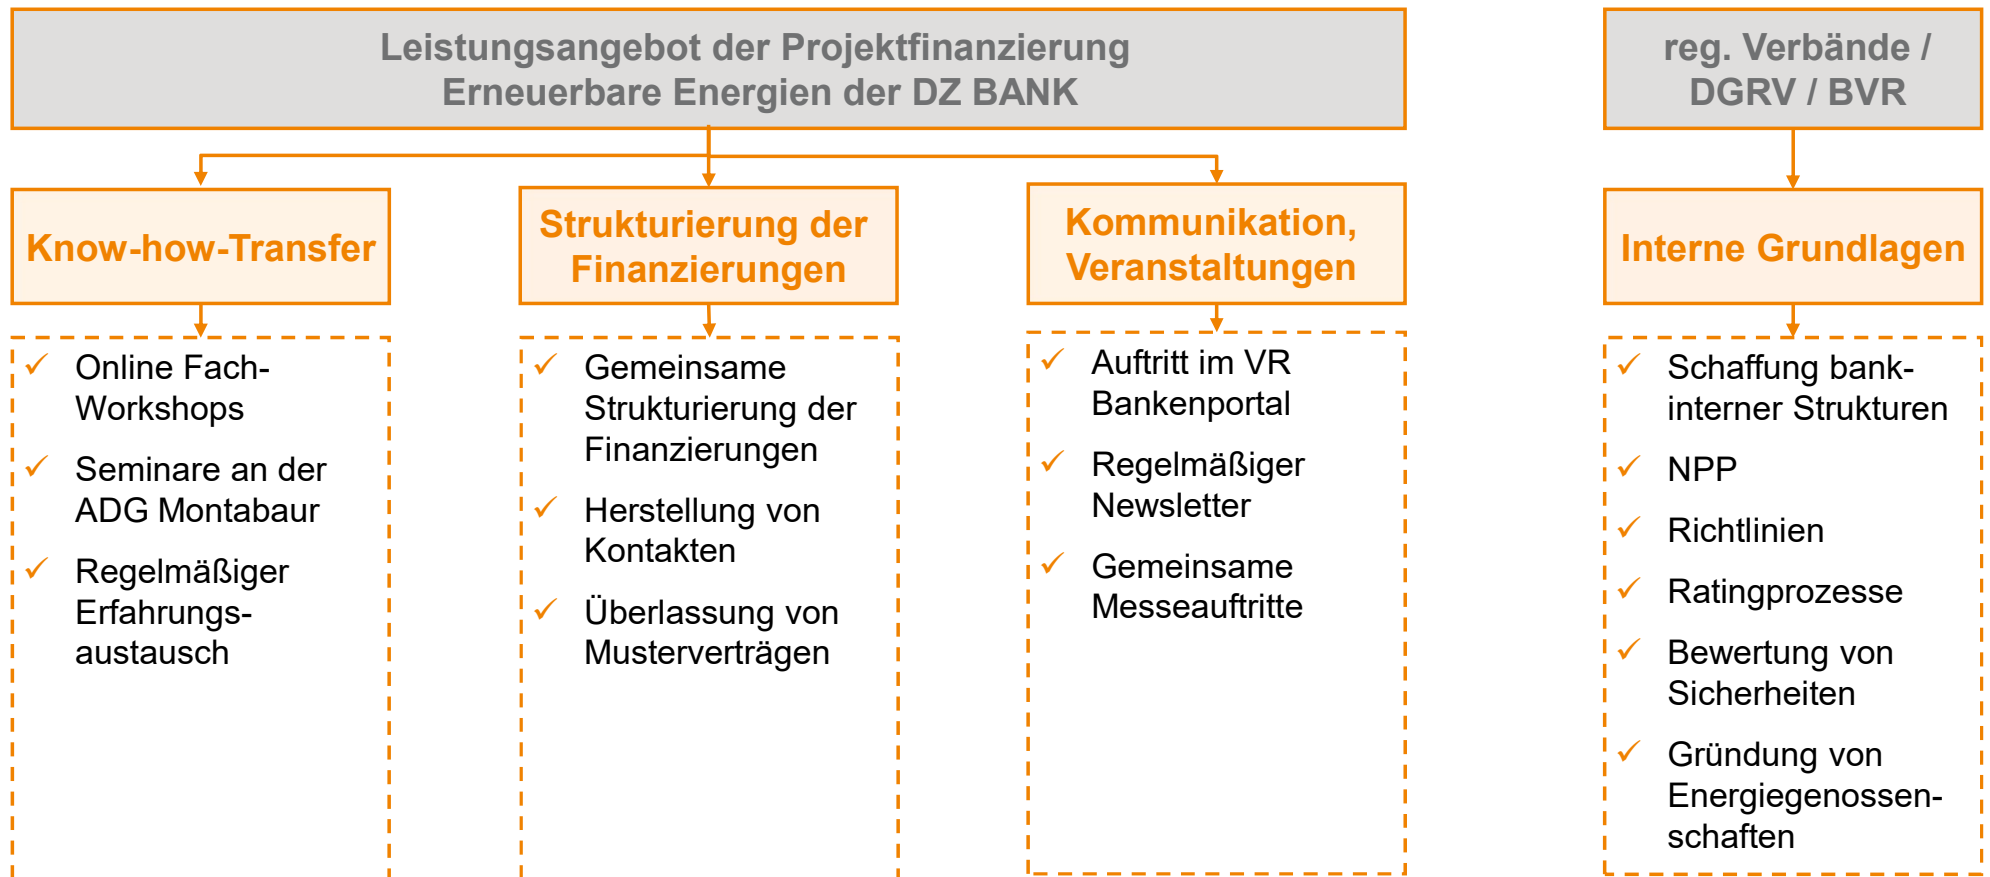 Leistungsangebot der Projektfinanzierung
Erneuerbare Energien der DZ BANK
reg. Verbände /
DGRV / BVR
Know-how-Transfer
Strukturierung der
Finanzierungen
Kommunikation,
Veranstaltungen
Interne Grundlagen
✓ Online Fach-
Workshops
✓ Seminare an der
ADG Montabaur
✓ Regelmäßiger
Erfahrungs-
austausch
✓ Gemeinsame
Strukturierung der
Finanzierungen
✓ Herstellung von
Kontakten
✓ Überlassung von
Musterverträgen
✓ Auftritt im VR
Bankenportal
✓ Regelmäßiger
Newsletter
✓ Gemeinsame
Messeauftritte
✓ Schaffung bank-
interner Strukturen
✓ NPP
✓ Richtlinien
✓ Ratingprozesse
✓ Bewertung von
Sicherheiten
✓ Gründung von
Energiegenossen-
schaften